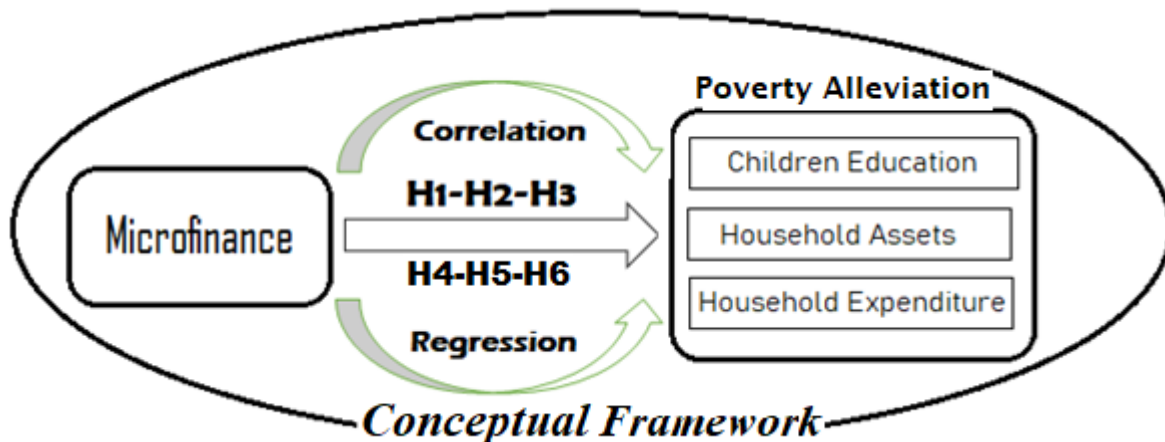 Poverty Alleviation
Correlation
Children Education
H1-H2-H3
Microfinance
Household Assets
H4-H5-H6
Household Expenditure
Regression
Conceptual Framework